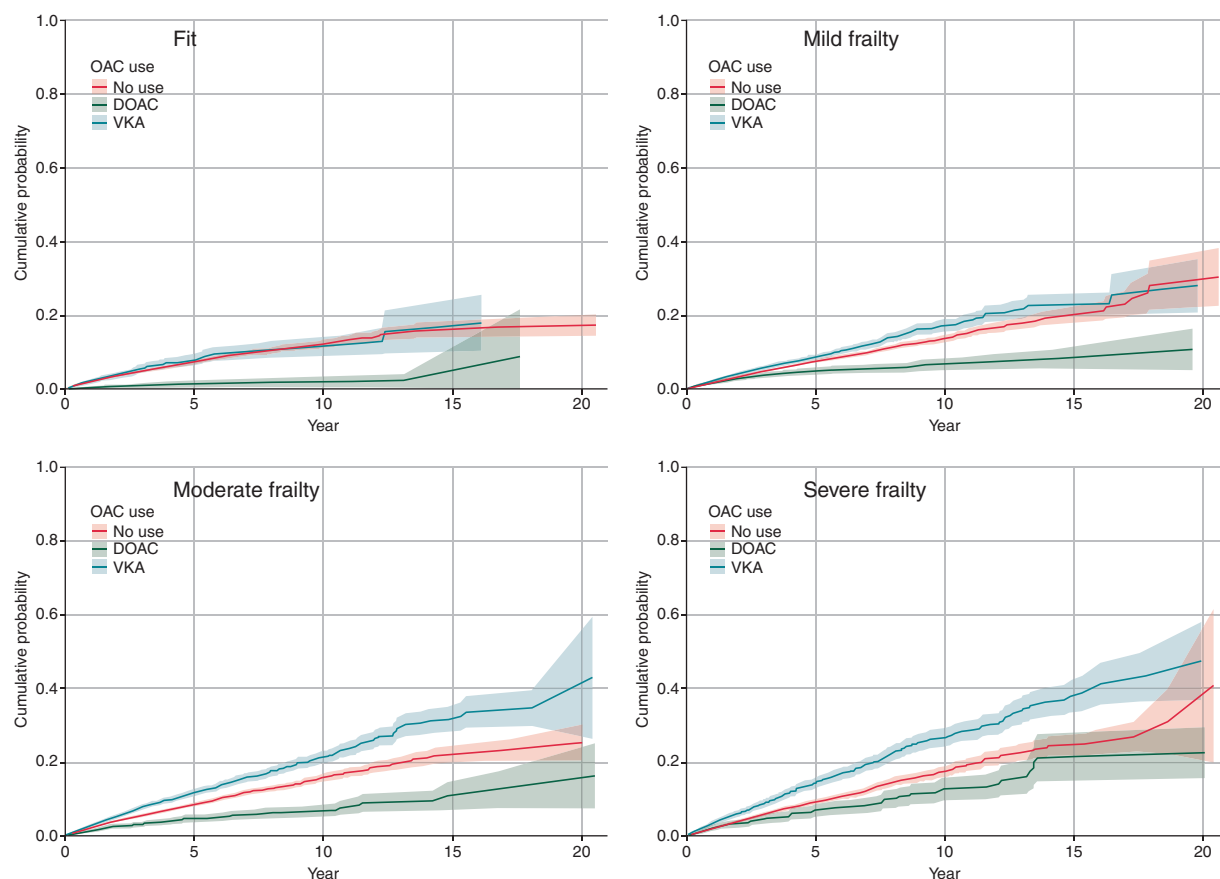 Fit
OAC use
No use
DOAC
VKA
Cumulative probability
1.0
0.8
0.6
0.4
0.2
0.0
0 5 10 15 20
Year
Mild frailty
OAC use
No use
DOAC
VKA
Cumulative probability
1.0
0.8
0.6
0.4
0.2
0.0
0 5 10 15 20
Year
Moderate frailty
OAC use
No use
DOAC
VKA
Cumulative probability
1.0
0.8
0.6
0.4
0.2
0.0
0 5 10 15 20
Year
Severe frailty
OAC use
No use
DOAC
VKA
Cumulative probability
1.0
0.8
0.6
0.4
0.2
0.0
0 5 10 15 20
Year